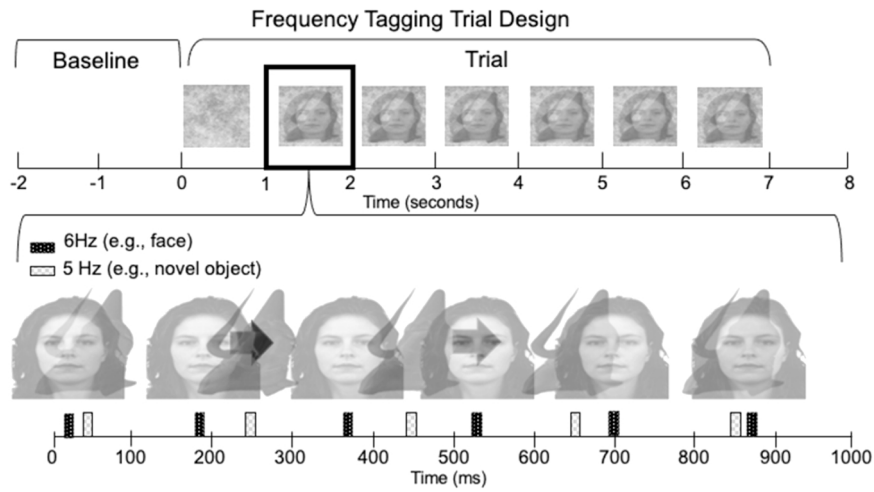 Frequency Tagging Trial Design
Baseline
Trial
-2 -1 0 1 2 3 4 5 6 7 8
Time (seconds)
6Hz (e.g., face)
5 Hz (e.g., novel object)
0 100 200 300 400 500 600 700 800 900 1000
Time (ms)